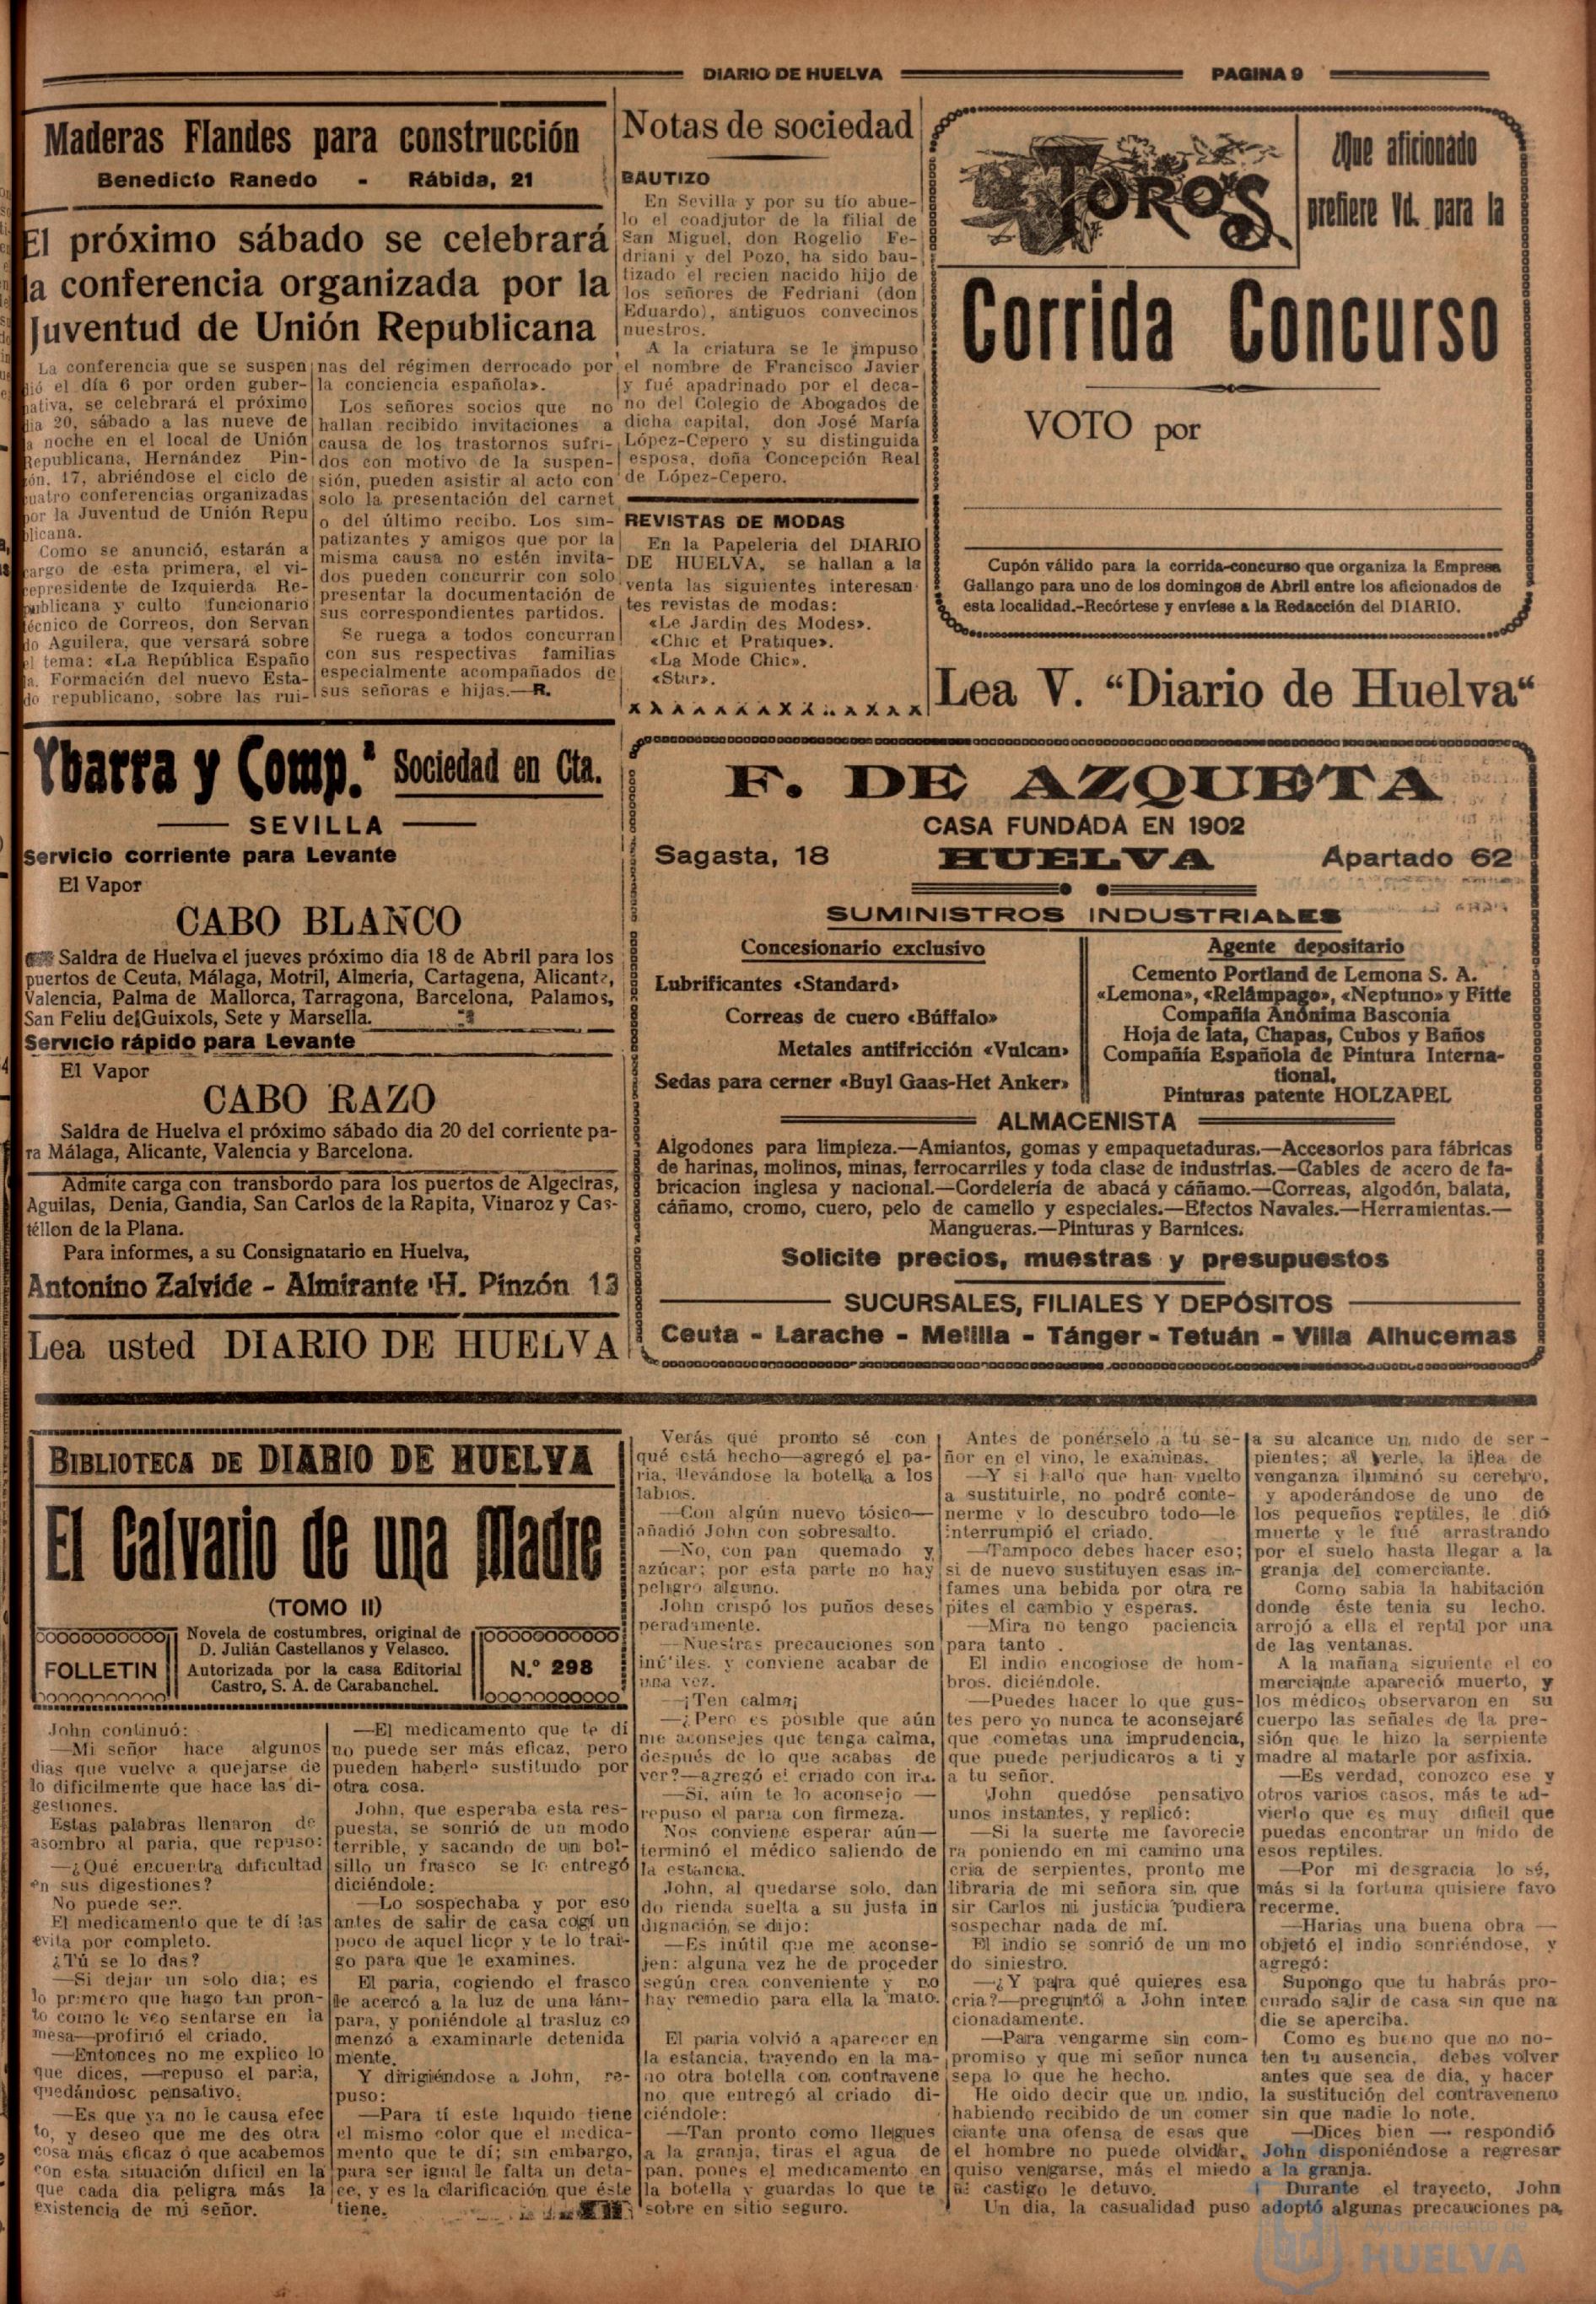 DIARIO DE HUELVA
PAGINA 9
Maderas Flandes para construcción
Benedicto Ranedo - Rábida, 21
El próximo sábado se celebrará
la conferencia organizada por la
Juventud de Unión Republicana
La conferencia que se suspen
dió el día 6 por orden guber-
nativa, se celebrará el próximo
dia 20, sábado a las nueve de
la noche en el local de Unión
Republicana, Hernández Pin-
zón, 17, abriéndose el ciclo de
cuatro conferencias organizadas
por la Juventud de Unión Repu
blicana.
Como se anunció, estarán a
cargo de esta primera, el vi-
cepresidente de Izquierda Re-
publicana y culto funcionario
técnico de Correos, don Servan
do Aguilera, que versará sobre
el tema: «La República Españo
la. Formación del nuevo Esta-
do republicano, sobre las rui-
nas del régimen derrocado por
la conciencia española».
Los señores socios que no
hallan recibido invitaciones a
causa de los trastornos sufri-
dos con motivo de la suspen-
sión, pueden asistir al acto con
solo la presentación del carnet
o del último recibo. Los sim-
patizantes y amigos que por la
misma causa no estén invita-
dos pueden concurrir con solo
presentar la documentación de
sus correspondientes partidos.
Se ruega a todos concurran
con sus respectivas familias
especialmente acompañados de
sus señoras e hijas.—R.
Notas de sociedad
BAUTIZO
En Sevilla y por su tío abue-
lo el coadjutor de la filial de
San Miguel, don Rogelio Fe-
driani y del Pozo, ha sido bau-
tizado el recien nacido hijo de
los señores de Fedriani (don
Eduardo), antiguos convecinos
nuestros.
A la criatura se le impuso
el nombre de Francisco Javier
y fué apadrinado por el deca-
no del Colegio de Abogados de
dicha capital, don José María
López-Cepero y su distinguida
esposa, doña Concepción Real
de López-Cepero.
REVISTAS DE MODAS
En la Papeleria del DIARIO
DE HUELVA, se hallan a la
venta las siguientes interesan
tes revistas de modas:
«Le Jardin des Modes».
«Chic et Pratique».
«La Mode Chic».
«Star».
TOROS
¿Que aficionado
prefiere Vd. para la
Corrida Concurso
VOTO por
Cupón válido para la corrida-concurso que organiza la Empresa
Gallango para uno de los domingos de Abril entre los aficionados de
esta localidad.-Recórtese y envíese a la Redacción del DIARIO.
Lea V. "Diario de Huelva"
Ybarra y Comp.ª Sociedad en Cta.
SEVILLA
Servicio corriente para Levante
El Vapor
CABO BLANCO
Saldra de Huelva el jueves próximo dia 18 de Abril para los
puertos de Ceuta, Málaga, Motril, Almeria, Cartagena, Alicante,
Valencia, Palma de Mallorca, Tarragona, Barcelona, Palamos,
San Feliu de Guixols, Sete y Marsella.
Servicio rápido para Levante
El Vapor
CABO RAZO
Saldra de Huelva el próximo sábado dia 20 del corriente pa-
ra Málaga, Alicante, Valencia y Barcelona.
Admite carga con transbordo para los puertos de Algeciras,
Aguilas, Denia, Gandia, San Carlos de la Rapita, Vinaroz y Cas-
téllon de la Plana.
Para informes, a su Consignatario en Huelva,
Antonino Zalvide - Almirante H. Pinzón 13
Lea usted DIARIO DE HUELVA
F. DE AZQUETA
CASA FUNDADA EN 1902
Sagasta, 18 HUELVA Apartado 62
SUMINISTROS INDUSTRIALES
Concesionario exclusivo
Lubrificantes «Standard»
Correas de cuero «Búffalo»
Metales antifricción «Vulcan»
Sedas para cerner «Buyl Gaas-Het Anker»
Agente depositario
Cemento Portland de Lemona S. A.
«Lemona», «Relámpago», «Neptuno» y Fitte
Compañía Anónima Basconia
Hoja de lata, Chapas, Cubos y Baños
Compañia Española de Pintura Interna-
tional.
Pinturas patente HOLZAPEL
ALMACENISTA
Algodones para limpieza.—Amiantos, gomas y empaquetaduras.—Accesorios para fábricas
de harinas, molinos, minas, ferrocarriles y toda clase de industrias.—Cables de acero de fa-
bricacion inglesa y nacional.—Cordelería de abacá y cáñamo.—Correas, algodón, balata,
cáñamo, cromo, cuero, pelo de camello y especiales.—Efectos Navales.—Herramientas.—
Mangueras.—Pinturas y Barnices.
Solicite precios, muestras y presupuestos
SUCURSALES, FILIALES Y DEPÓSITOS
Ceuta - Larache - Melilla - Tánger - Tetuán - Villa Alhucemas
BIBLIOTECA DE DIARIO DE HUELVA
El Calvario de una Madre
(TOMO II)
FOLLETIN
Novela de costumbres, original de
D. Julián Castellanos y Velasco.
Autorizada por la casa Editorial
Castro, S. A. de Carabanchel.
N.º 298
John continuó:
—Mi señor hace algunos
dias que vuelve a quejarse de
lo dificilmente que hace las di-
gestiones.
Estas palabras llenaron de
asombro al paria, que repuso:
—¿Qué encuentra dificultad
en sus digestiones?
No puede ser.
El medicamento que te dí las
evita por completo.
¿Tú se lo das?
—Si dejar un solo dia; es
lo primero que hago tan pron-
to como le veo sentarse en la
mesa—profirió el criado.
—Entonces no me explico lo
que dices, —repuso el paria,
quedándose pensativo.
—Es que ya no le causa efec
to, y deseo que me des otra
cosa más eficaz ó que acabemos
con esta situación dificil en la
que cada dia peligra más la
existencia de mi señor.
—El medicamento que te dí
no puede ser más eficaz, pero
pueden haberle sustituído por
otra cosa.
John, que esperaba esta res-
puesta, se sonrió de un modo
terrible, y sacando de un bol-
sillo un frasco se lo entregó
diciéndole:
—Lo sospechaba y por eso
antes de salir de casa cogí un
poco de aquel licor y te lo trai-
go para que le examines.
El paria, cogiendo el frasco
se acercó a la luz de una lám-
para, y poniéndole al trasluz co
menzó a examinarle detenida
mente.
Y dirigiéndose a John, re-
puso:
—Para tí este liquido tiene
el mismo color que el medica-
mento que te dí; sin embargo,
para ser igual le falta un deta-
lce, y es la clarificación que éste
tiene.
Verás qué pronto sé con
qué está hecho—agregó el pa-
ria, llevándose la botella a los
labios.
—Con algún nuevo tósico—
añadió John con sobresalto.
—No, con pan quemado y
azúcar; por esta parte no hay
peligro alguno.
John crispó los puños deses
peradamente.
—Nuestras precauciones son
inútiles, y conviene acabar de
una vez.
—¡Ten calma¡
—¿Pero es posible que aún
me aconsejes que tenga calma,
después de lo que acabas de
ver?—agregó el criado con ira.
—Sí, aún te lo aconsejo —
repuso el paria con firmeza.
Nos conviene esperar aún—
terminó el médico saliendo de
la estancia.
John, al quedarse solo, dan
do rienda suelta a su justa in
dignación, se dijo:
—Es inútil que me aconse-
jen: alguna vez he de proceder
según crea conveniente y no
hay remedio para ella la mato.
El paria volvió a aparecer en
la estancia, trayendo en la ma-
no otra botella con contravene
no, que entregó al criado di-
ciéndole:
—Tan pronto como llegues
a la granja, tiras el agua de
pan, pones el medicamento en
la botella y guardas lo que te
sobre en sitio seguro.
Antes de ponérselo a tu se-
ñor en el vino, le examinas.
—Y si hallo que han vuelto
a sustituirle, no podré conte-
nerme y lo descubro todo—le
interrumpió el criado.
—Tampoco debes hacer eso;
si de nuevo sustituyen esas in-
fames una bebida por otra re
pites el cambio y esperas.
—Mira no tengo paciencia
para tanto .
El indio encogiose de hom-
bros, diciéndole.
—Puedes hacer lo que gus-
tes pero yo nunca te aconsejaré
que cometas una imprudencia,
que puede perjudicaros a ti y
a tu señor.
John quedóse pensativo
unos instantes, y replicó:
—Si la suerte me favorecie
ra poniendo en mi camino una
cria de serpientes, pronto me
libraria de mi señora sin que
sir Carlos ni justicia pudiera
sospechar nada de mí.
El indio se sonrió de un mo
do siniestro.
—¿Y para qué quieres esa
cria?—preguntó a John inter
cionadamente.
—Para vengarme sin com-
promiso y que mi señor nunca
sepa lo que he hecho.
He oido decir que un indio,
habiendo recibido de un comer
ciante una ofensa de esas que
el hombre no puede olvidar,
quiso vengarse, más el miedo
al castigo le detuvo.
Un dia, la casualidad puso
a su alcance un nido de ser-
pientes; al verle, la idea de
venganza iluminó su cerebro,
y apoderándose de uno de
los pequeños reptiles, le dió
muerte y le fué arrastrando
por el suelo hasta llegar a la
granja del comerciante.
Como sabia la habitación
donde éste tenia su lecho,
arrojó a ella el reptil por una
de las ventanas.
A la mañana siguiente el co
merciante apareció muerto, y
los médicos observaron en su
cuerpo las señales de la pre-
sión que le hizo la serpiente
madre al matarle por asfixia.
—Es verdad, conozco ese y
otros varios casos, más te ad-
vierto que es muy dificil que
puedas encontrar un nido de
esos reptiles.
—Por mi desgracia lo sé,
más si la fortuna quisiere favo
recerme.
—Harias una buena obra —
objetó el indio sonriéndose, y
agregó:
Supongo que tu habrás pro-
curado salir de casa sin que na
die se aperciba.
Como es bueno que no no-
ten tu ausencia, debes volver
antes que sea de dia, y hacer
la sustitución del contraveneno
sin que nadie lo note.
—Dices bien — respondió
John disponiéndose a regresar
a la granja.
Durante el trayecto, John
adoptó algunas precauciones pa,
Ayuntamiento de
HUELVA